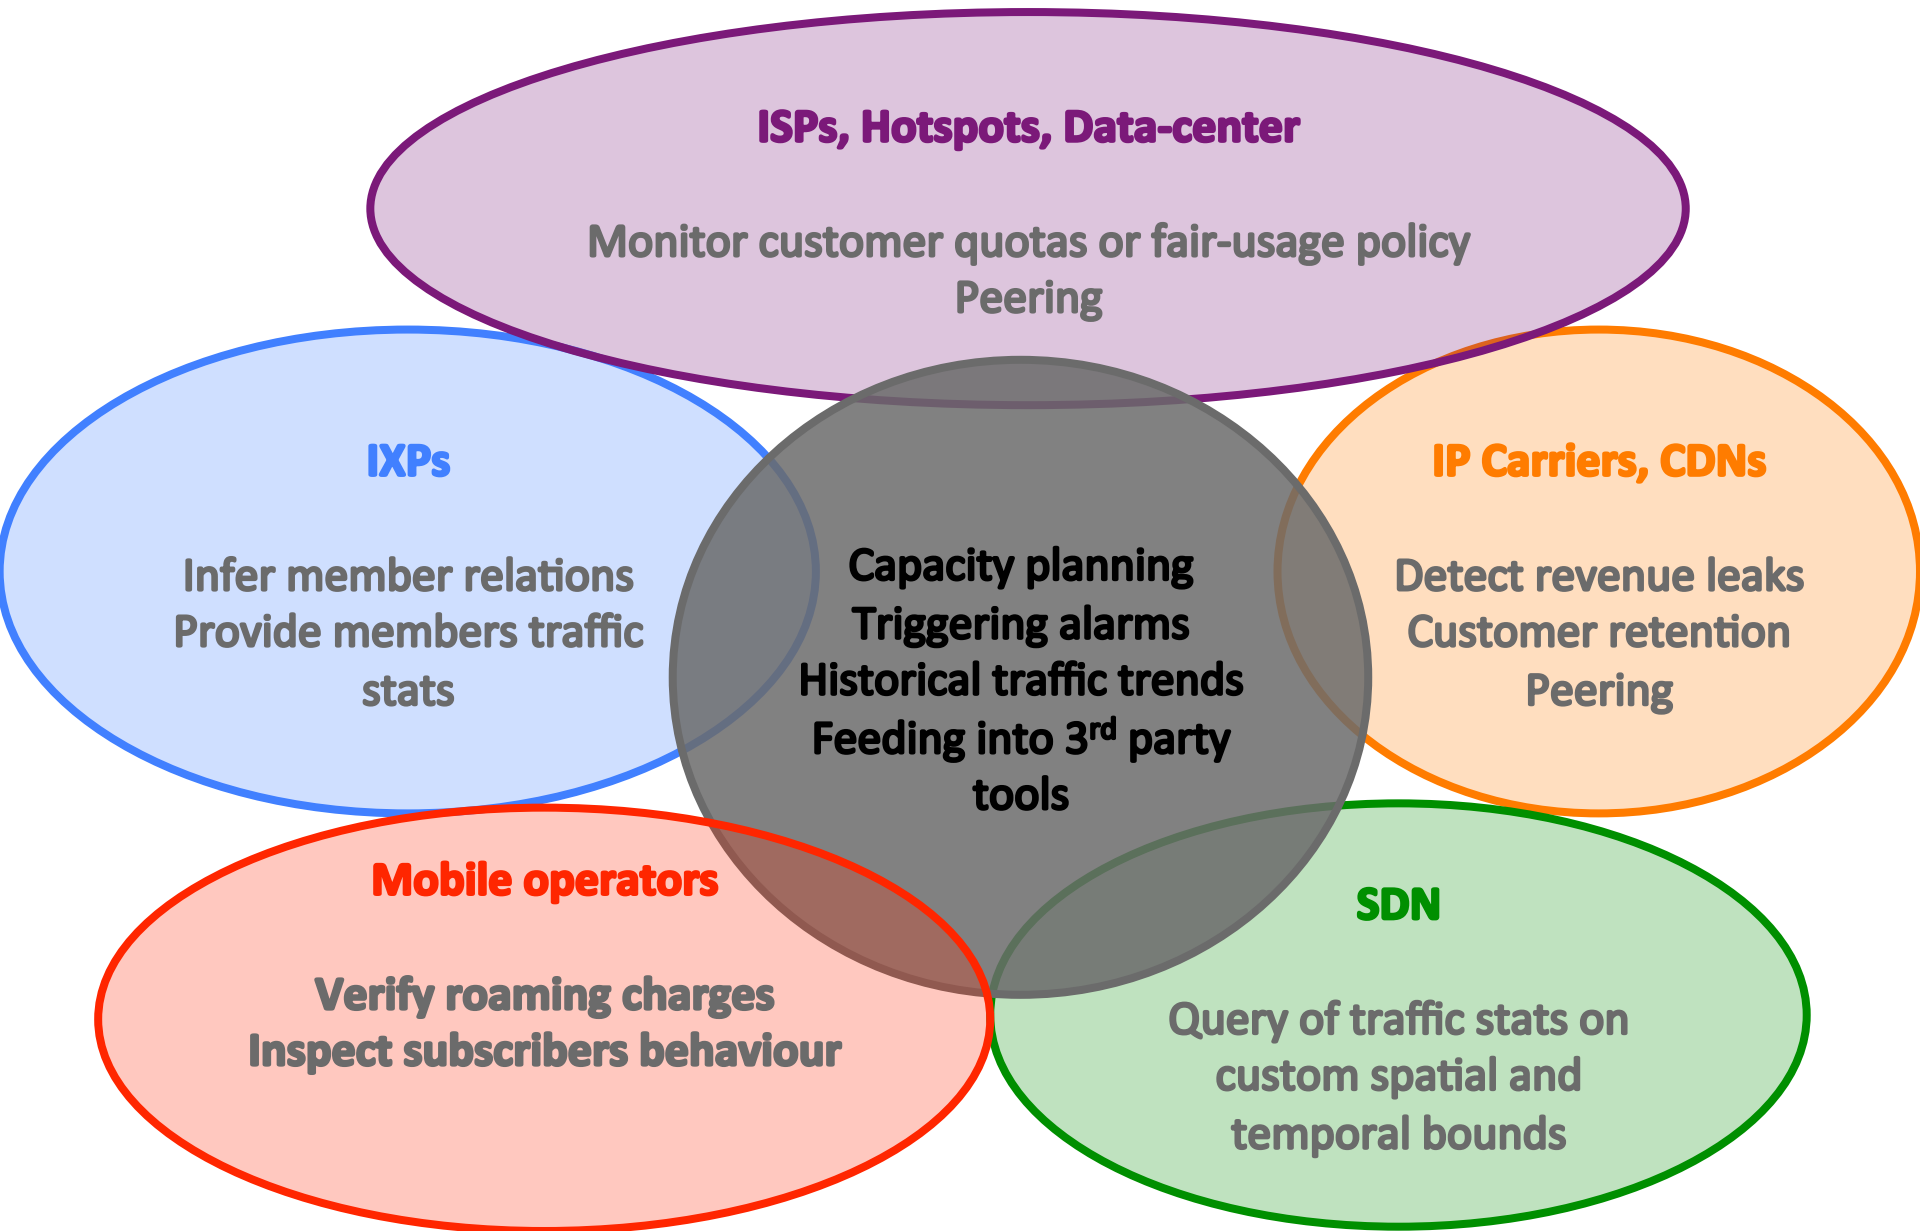 ISPs, Hotspots, Data-center
Monitor customer quotas or fair-usage policy
Peering
IXPs
Infer member relations
Provide members traffic
stats
Capacity planning
Triggering alarms
Historical traffic trends
Feeding into 3rd party
tools
IP Carriers, CDNs
Detect revenue leaks
Customer retention
Peering
Mobile operators
Verify roaming charges
Inspect subscribers behaviour
SDN
Query of traffic stats on
custom spatial and
temporal bounds